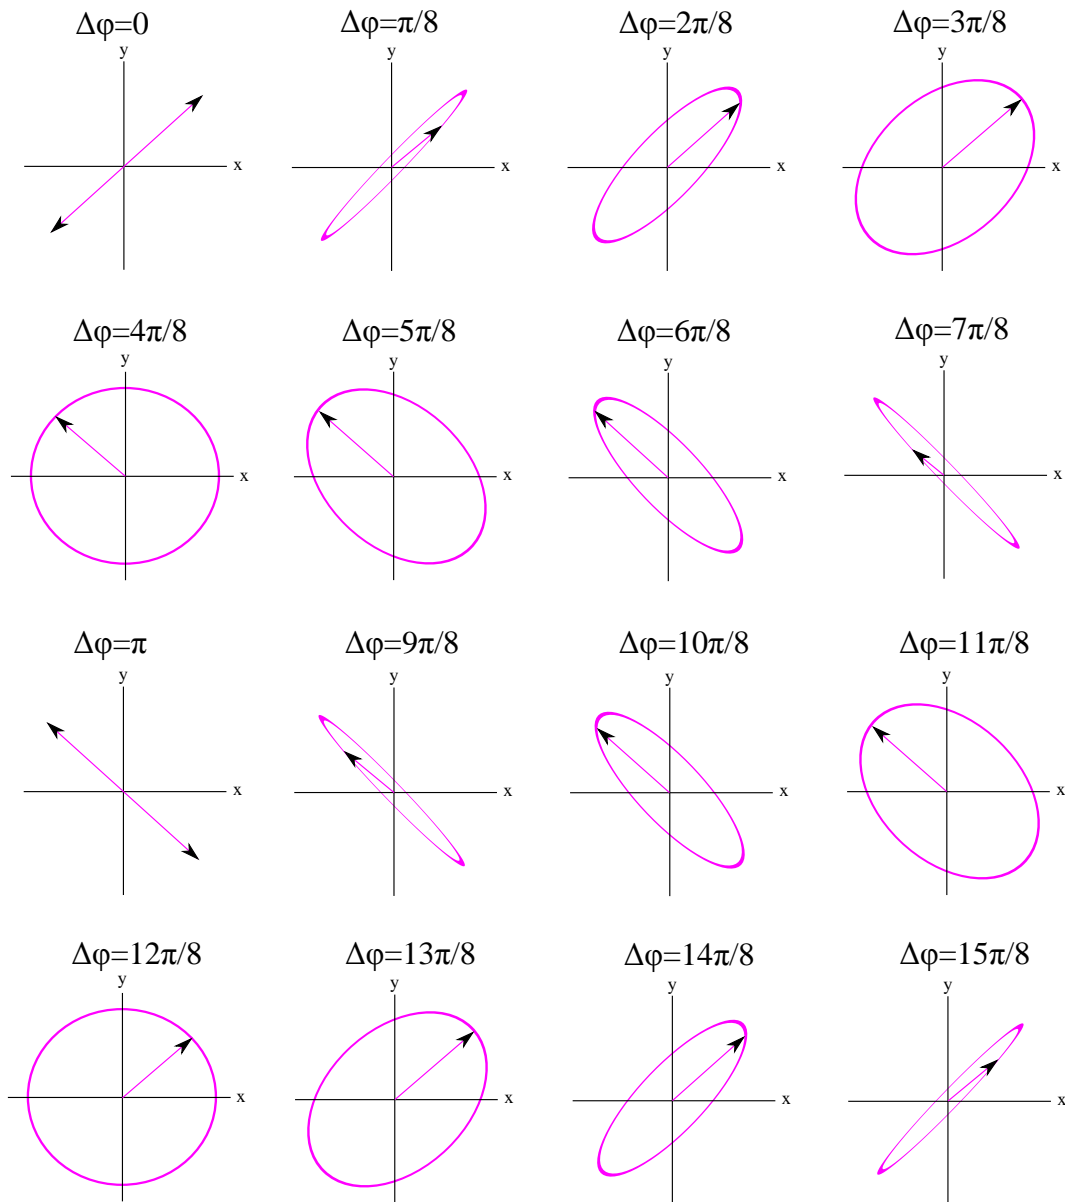 Δφ=0
y
x
Δφ=π/8
y
x
Δφ=2π/8
y
x
Δφ=3π/8
y
x
Δφ=4π/8
y
x
Δφ=5π/8
y
x
Δφ=6π/8
y
x
Δφ=7π/8
y
x
Δφ=π
y
x
Δφ=9π/8
y
x
Δφ=10π/8
y
x
Δφ=11π/8
y
x
Δφ=12π/8
y
x
Δφ=13π/8
y
x
Δφ=14π/8
y
x
Δφ=15π/8
y
x